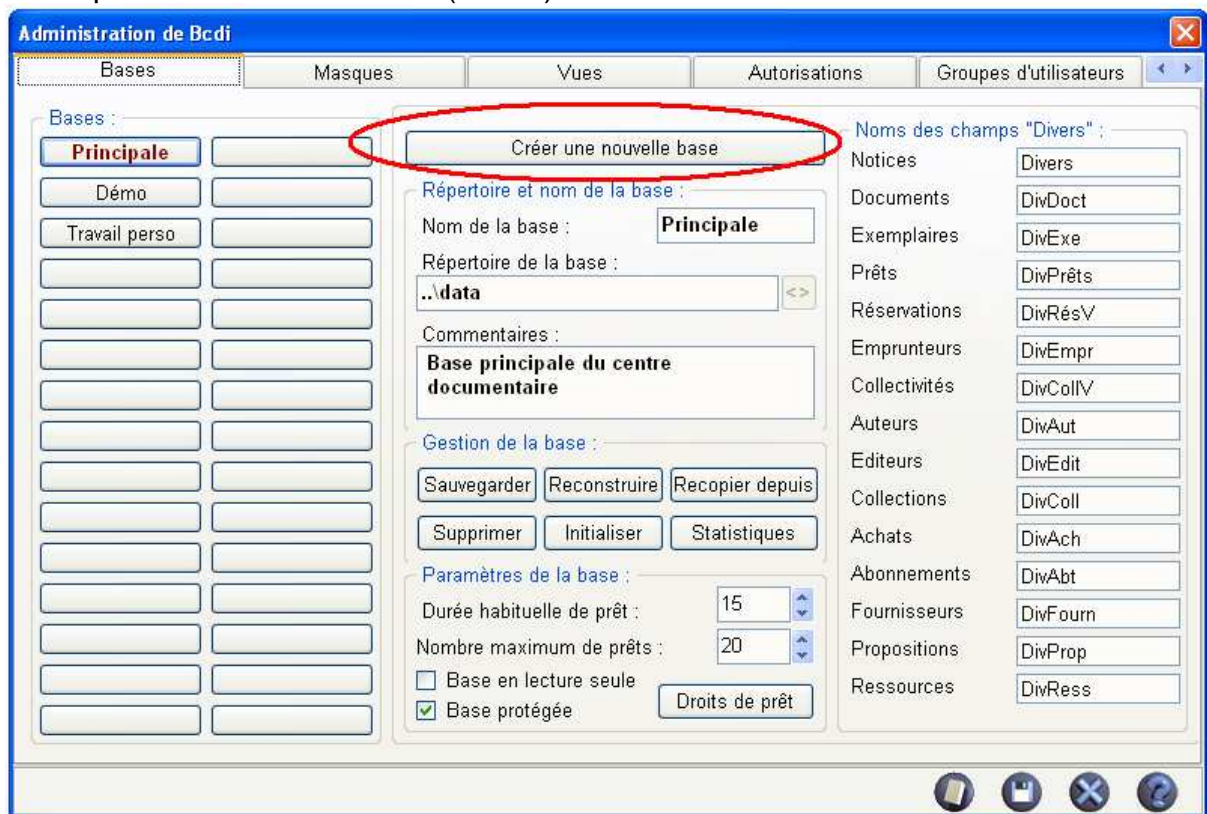 Administration de Bcdi
Bases
Masques
Vues
Autorisations
Groupes d'utilisateurs
Bases :
Principale
Démo
Travail perso
Créer une nouvelle base
Répertoire et nom de la base :
Nom de la base :
Principale
Répertoire de la base :
..\data
<>
Commentaires :
Base principale du centre
documentaire
Gestion de la base :
Sauvegarder
Reconstruire
Recopier depuis
Supprimer
Initialiser
Statistiques
Paramètres de la base :
Durée habituelle de prêt :
15
Nombre maximum de prêts :
20
Base en lecture seule
Base protégée
Droits de prêt
Noms des champs "Divers" :
Notices
Divers
Documents
DivDoct
Exemplaires
DivExe
Prêts
DivPrêts
Réservations
DivRésV
Emprunteurs
DivEmpr
Collectivités
DivCollV
Auteurs
DivAut
Editeurs
DivEdit
Collections
DivColl
Achats
DivAch
Abonnements
DivAbt
Fournisseurs
DivFourn
Propositions
DivProp
Ressources
DivRess